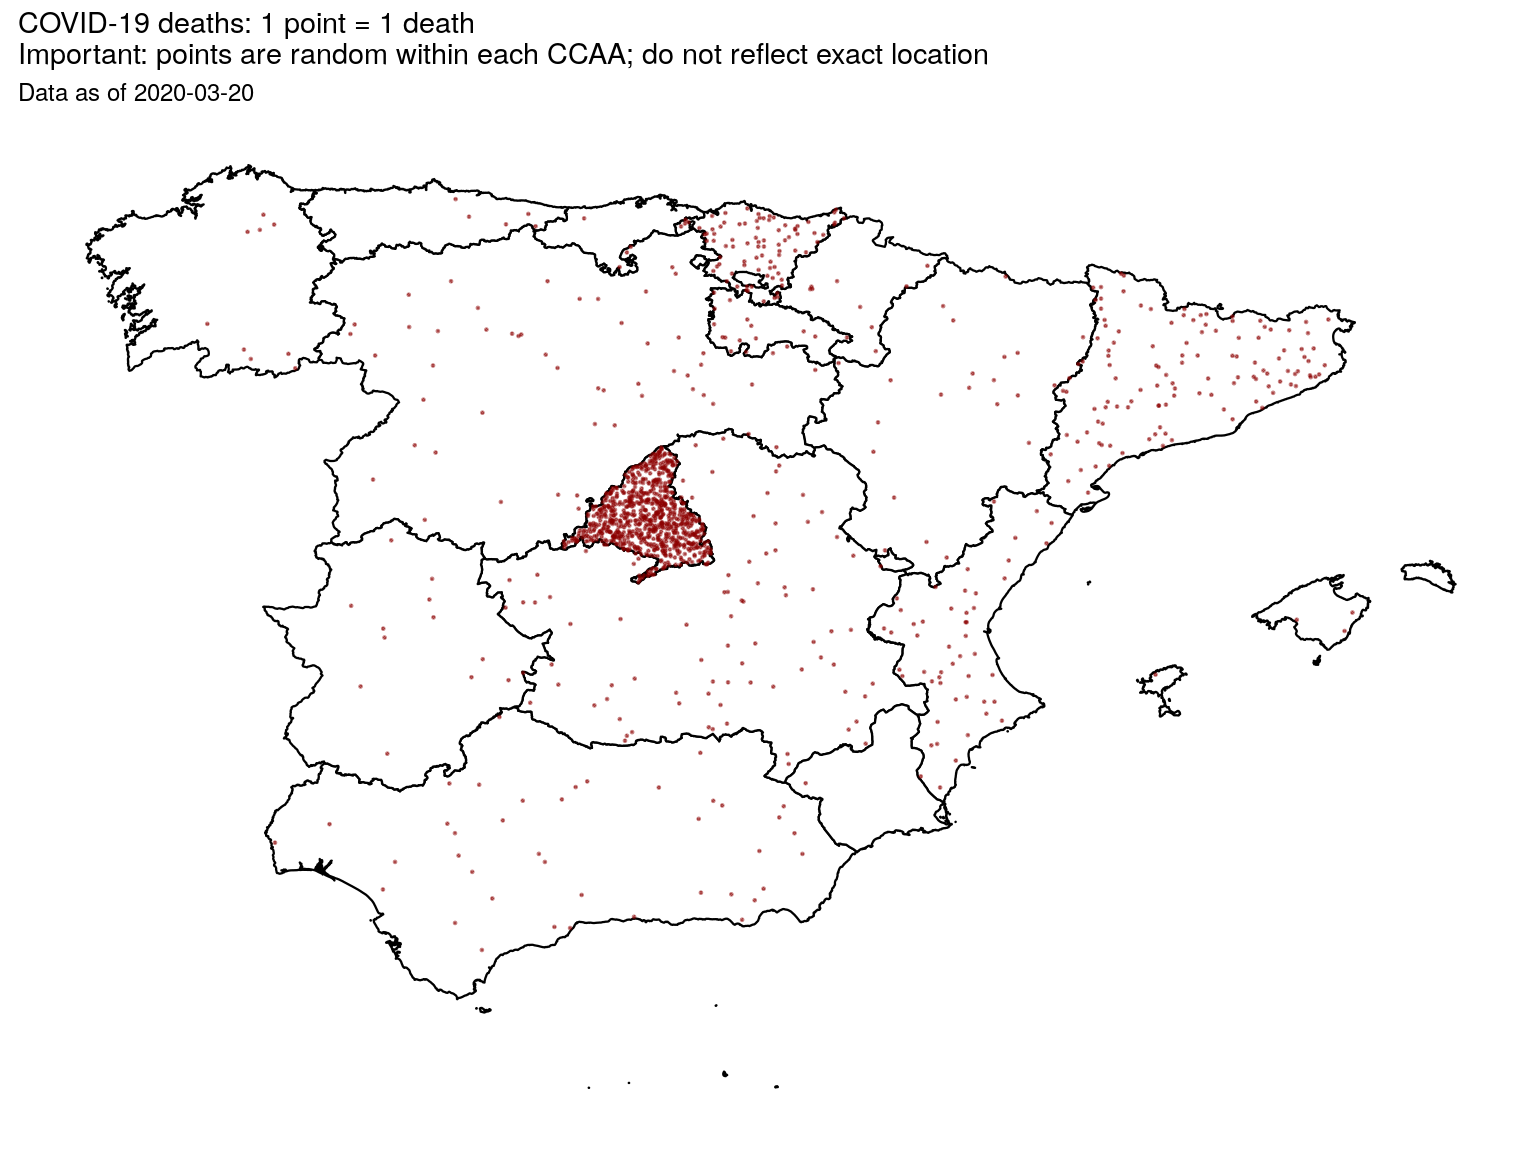 COVID-19 deaths: 1 point = 1 death
Important: points are random within each CCAA; do not reflect exact location
Data as of 2020-03-20